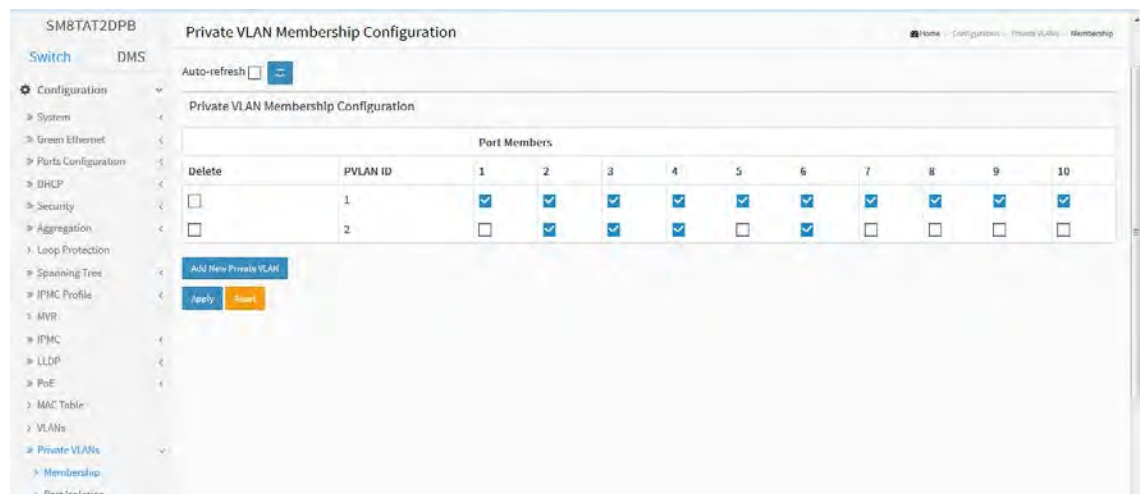 SM8TAT2DPB
Switch DMS
Configuration
System
Green Ethernet
Ports Configuration
DHCP
Security
Aggregation
Loop Protection
Spanning Tree
IPMC Profile
MVR
IPMC
LLDP
PoE
MAC Table
VLANs
Private VLANs
Membership
Port Isolation
Private VLAN Membership Configuration
Home Configuration Private VLANs Membership
Auto-refresh
Private VLAN Membership Configuration
Port Members
Delete PVLAN ID 1 2 3 4 5 6 7 8 9 10
1
2
Add New Private VLAN
Apply Reset